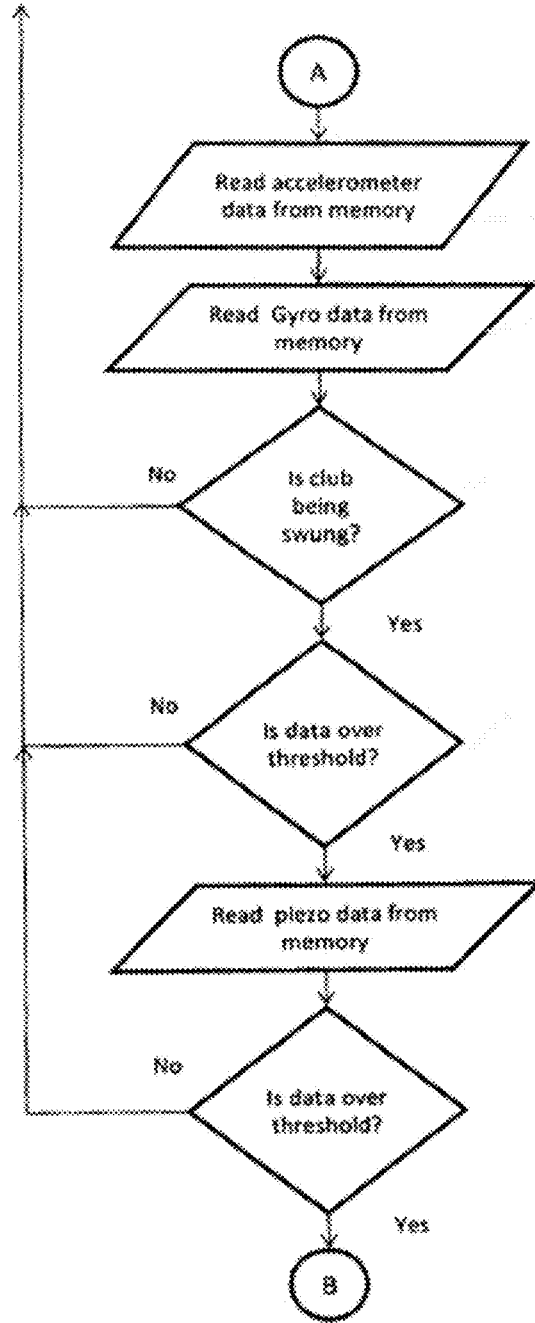 A
Read accelerometer
data from memory
Read Gyro data from
memory
No
Is club
being
swung?
Yes
No
Is data over
threshold?
Yes
Read piezo data from
memory
No
Is data over
threshold?
Yes
B